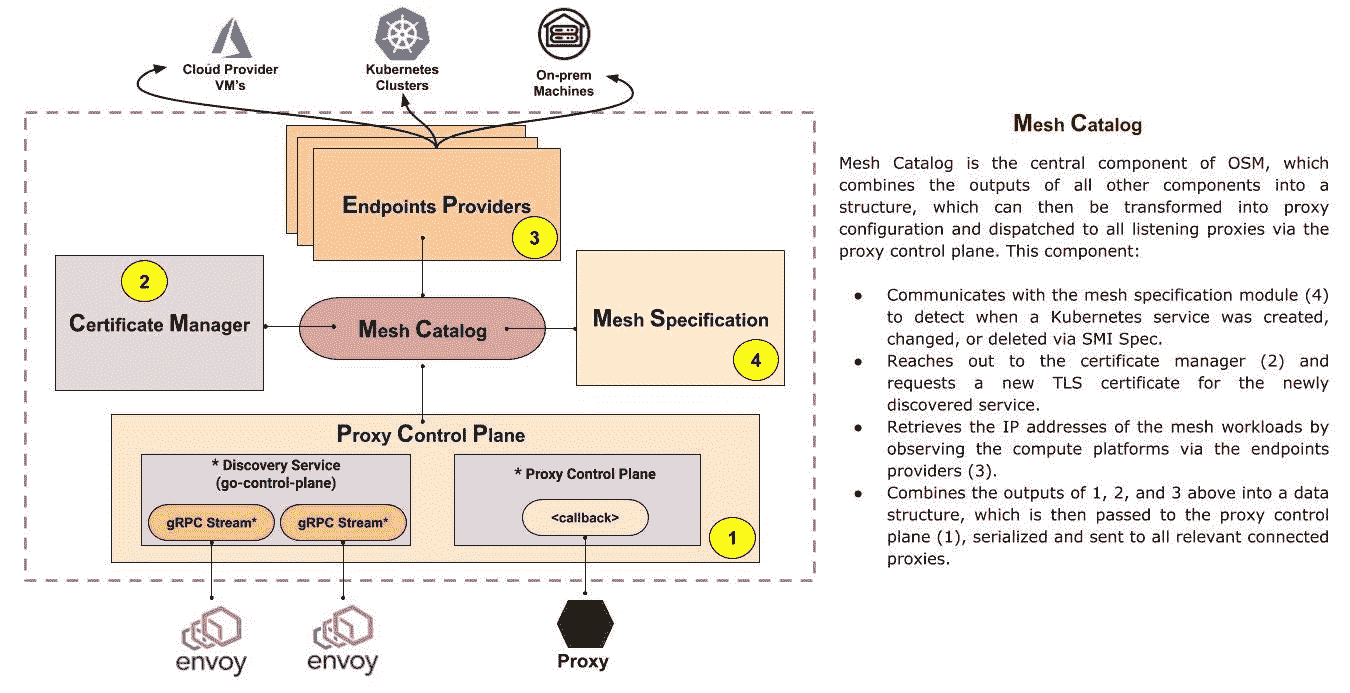 Cloud Provider
VM's
Kubernetes
Clusters
On-prem
Machines
Endpoints Providers
3
2
Certificate Manager
Mesh Catalog
Mesh Specification
4
Proxy Control Plane
* Discovery Service
(go-control-plane)
gRPC Stream*
gRPC Stream*
* Proxy Control Plane
<callback>
1
envoy
envoy
Proxy
Mesh Catalog
Mesh Catalog is the central component of OSM, which
combines the outputs of all other components into a
structure, which can then be transformed into proxy
configuration and dispatched to all listening proxies via the
proxy control plane. This component:
● Communicates with the mesh specification module (4)
to detect when a Kubernetes service was created,
changed, or deleted via SMI Spec.
● Reaches out to the certificate manager (2) and
requests a new TLS certificate for the newly
discovered service.
● Retrieves the IP addresses of the mesh workloads by
observing the compute platforms via the endpoints
providers (3).
● Combines the outputs of 1, 2, and 3 above into a data
structure, which is then passed to the proxy control
plane (1), serialized and sent to all relevant connected
proxies.